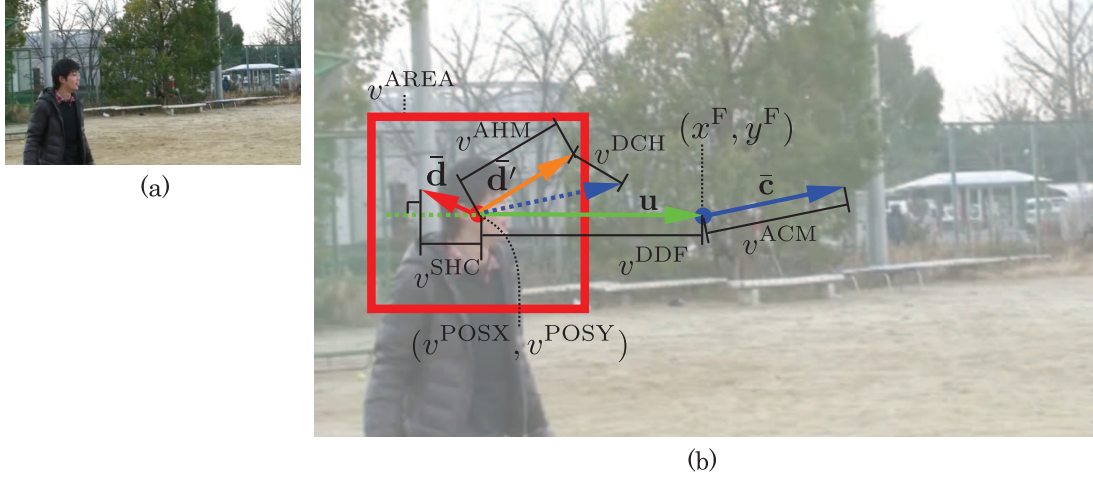 v^AREA
v^AHM
(x^F, y^F)
v^DCH
d̄
d̄′
u
c̄
v^SHC
v^DDF
v^ACM
(v^POSX, v^POSY)
(a)
(b)